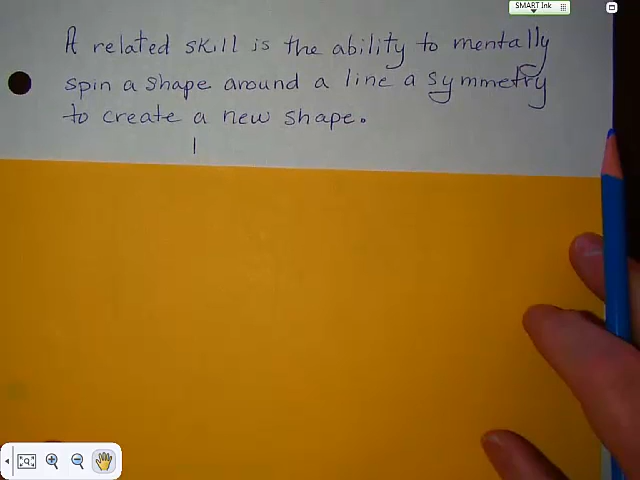 SMART Ink
A related skill is the ability to mentally
spin a shape around a line a symmetry
to create a new shape.